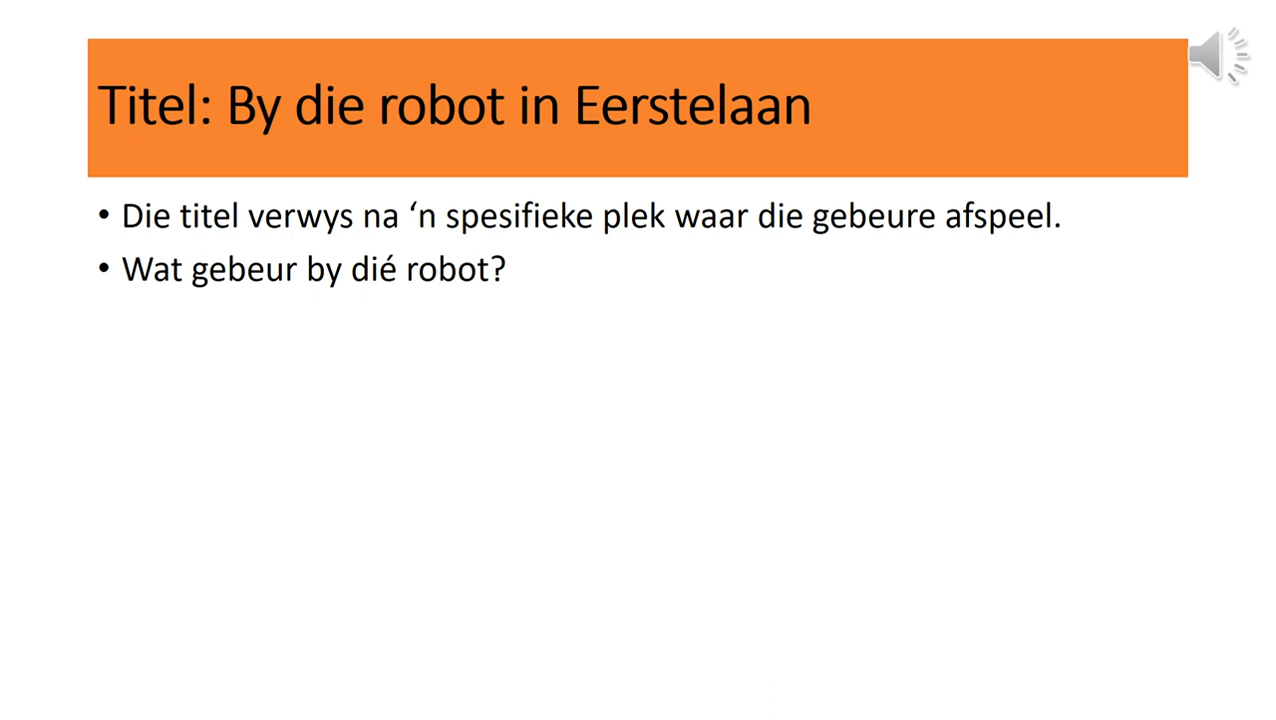 Titel: By die robot in Eerstelaan
• Die titel verwys na ‘n spesifieke plek waar die gebeure afspeel.
• Wat gebeur by dié robot?